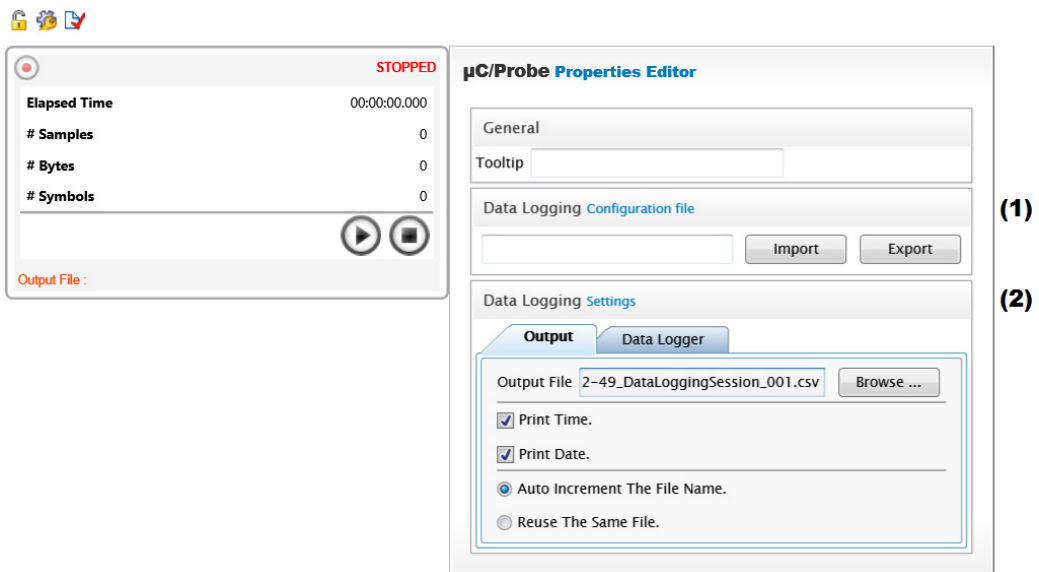 STOPPED
Elapsed Time 00:00:00.000
# Samples 0
# Bytes 0
# Symbols 0
Output File :
µC/Probe Properties Editor
General
Tooltip
Data Logging Configuration file
(1)
Import Export
Data Logging Settings
(2)
Output Data Logger
Output File 2-49_DataLoggingSession_001.csv Browse ...
Print Time.
Print Date.
Auto Increment The File Name.
Reuse The Same File.